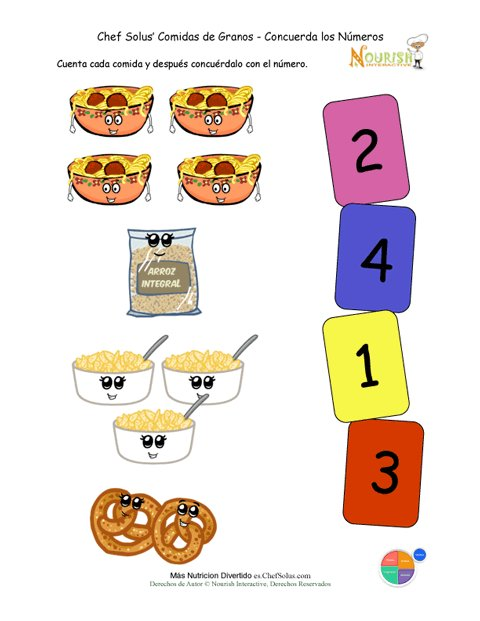 Chef Solus' Comidas de Granos - Concuerda los Números
NOURISH
INTERACTIVE
Cuenta cada comida y después concuérdalo con el número.
2
4
ARROZ
INTEGRAL
1
3
Más Nutricion Divertido es.ChefSolus.com
Derechos de Autor © Nourish Interactive, Derechos Reservados